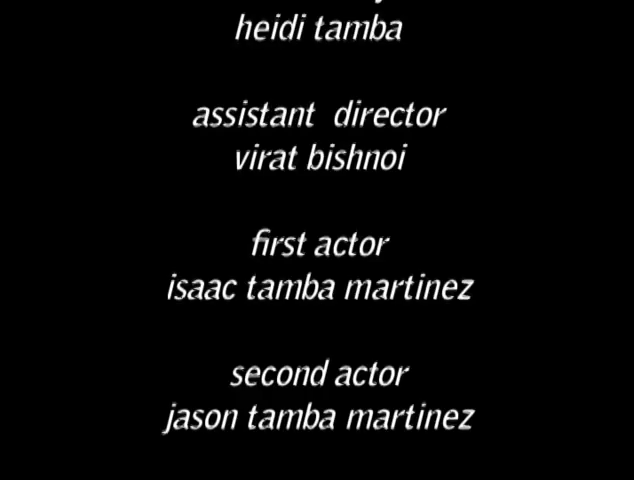 heidi tamba
assistant director
virat bishnoi
first actor
isaac tamba martinez
second actor
jason tamba martinez